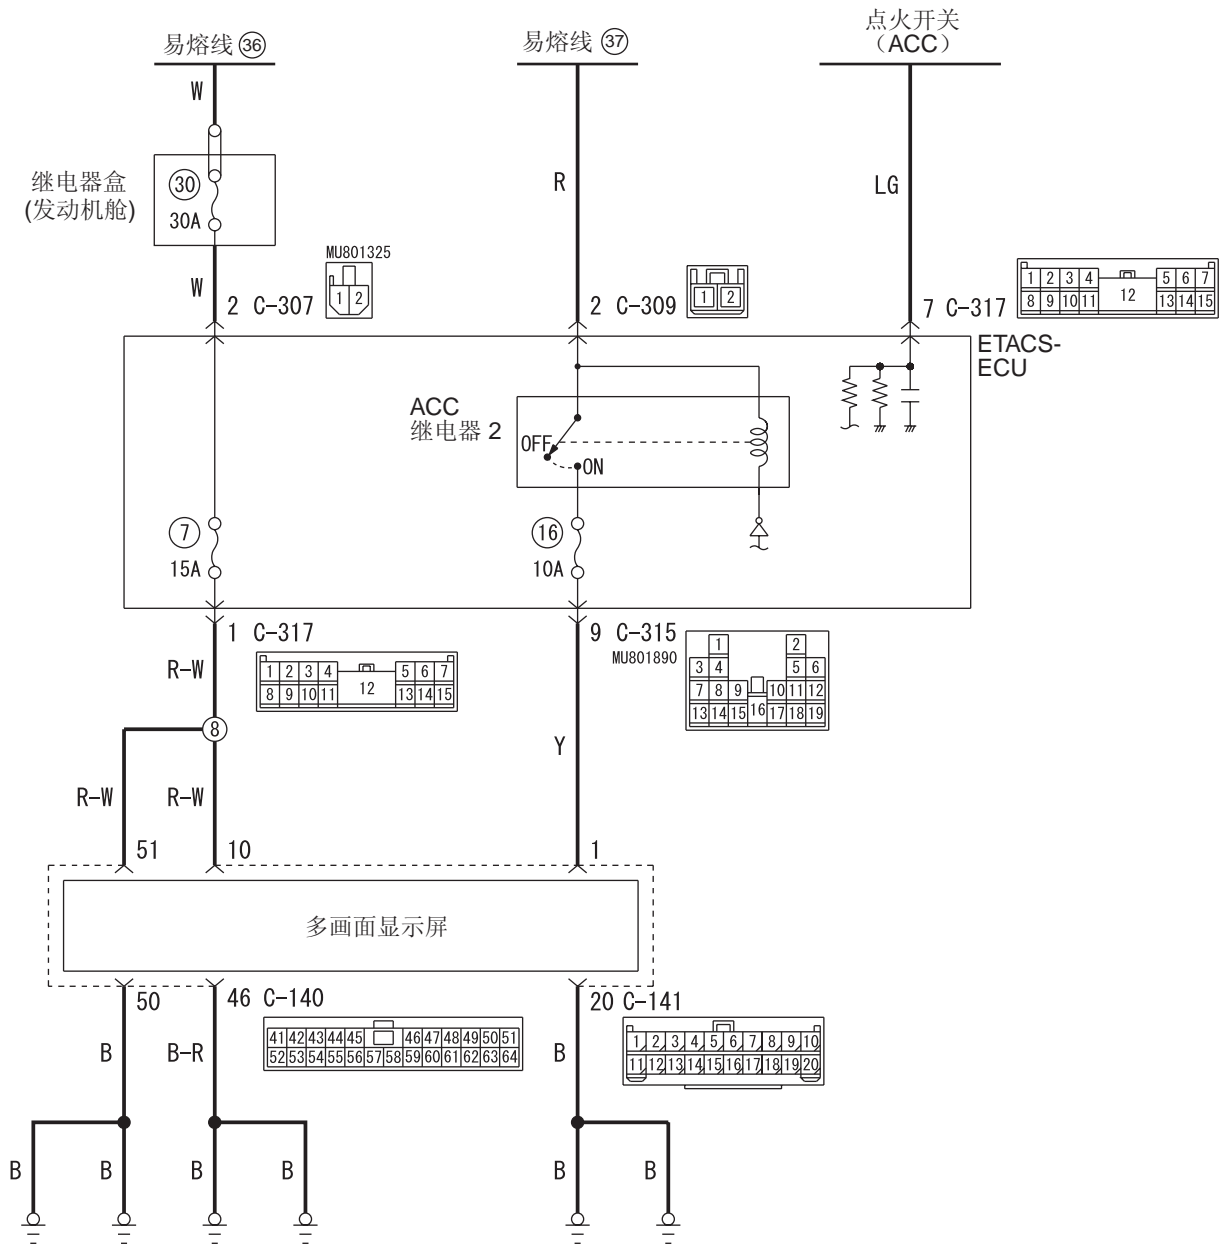 易熔线 36
易熔线 37
点火开关
（ACC）
W
R
LG
继电器盒
(发动机舱)
30
30A
W
MU801325
1 2
2 C-307
2 C-309
1 2
7 C-317
1 2 3 4 5 6 7
8 9 10 11 12 13 14 15
ETACS-
ECU
ACC
继电器 2
OFF
ON
7
15A
16
10A
1 C-317
9 C-315
MU801890
R-W
1 2 3 4 5 6 7
8 9 10 11 12 13 14 15
1 2
3 4 5 6
7 8 9 10 11 12
13 14 15 16 17 18 19
8
Y
R-W
R-W
51
10
1
多画面显示屏
50
46 C-140
20 C-141
41 42 43 44 45 46 47 48 49 50 51
52 53 54 55 56 57 58 59 60 61 62 63 64
1 2 3 4 5 6 7 8 9 10
11 12 13 14 15 16 17 18 19 20
B
B-R
B
B
B
B
B
B
B